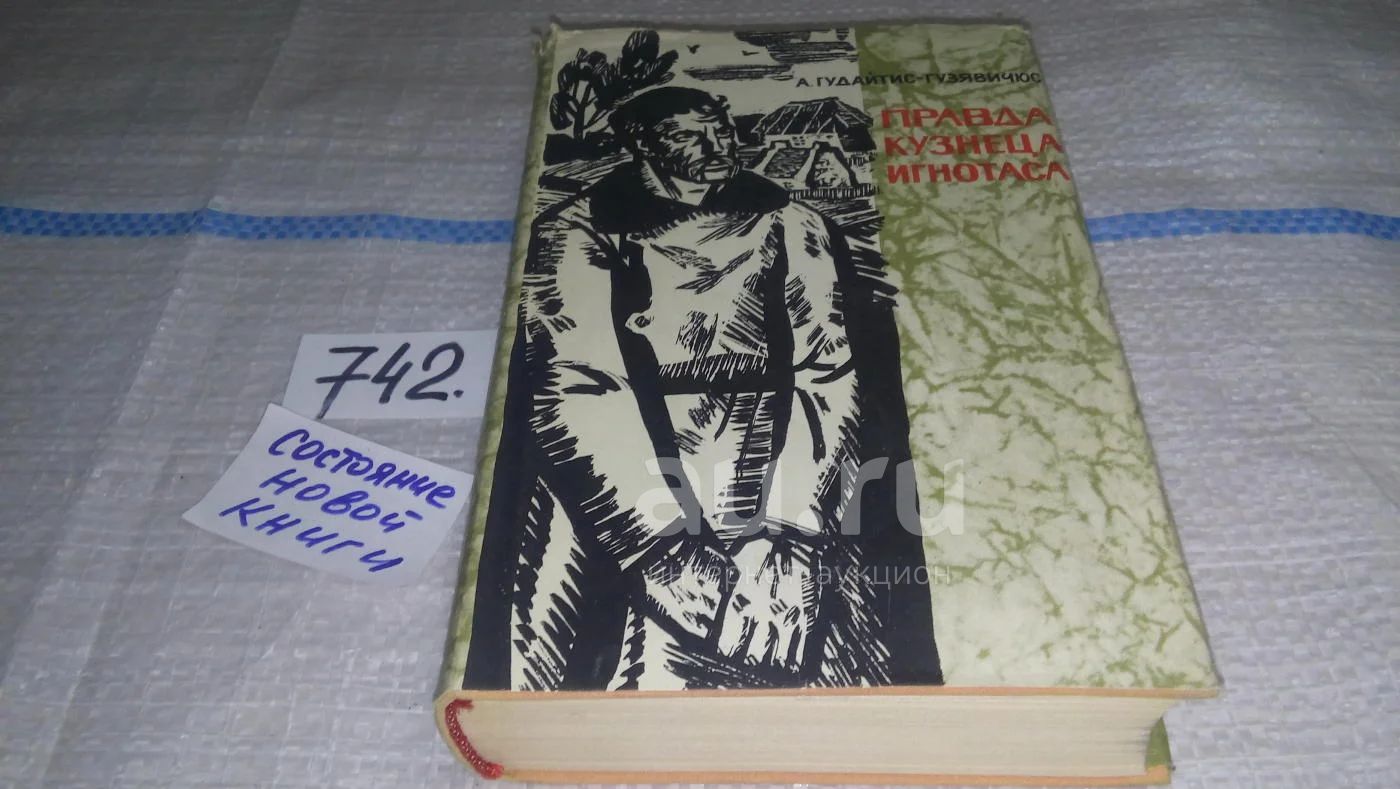 А. ГУДАЙТИС-ГУЗЯВИЧЮС
ПРАВДА
КУЗНЕЦА
ИГНОТАСА
742.
СОСТОЯНИЕ
НОВОЙ
КНИГИ
au.ru
интернет-аукцион